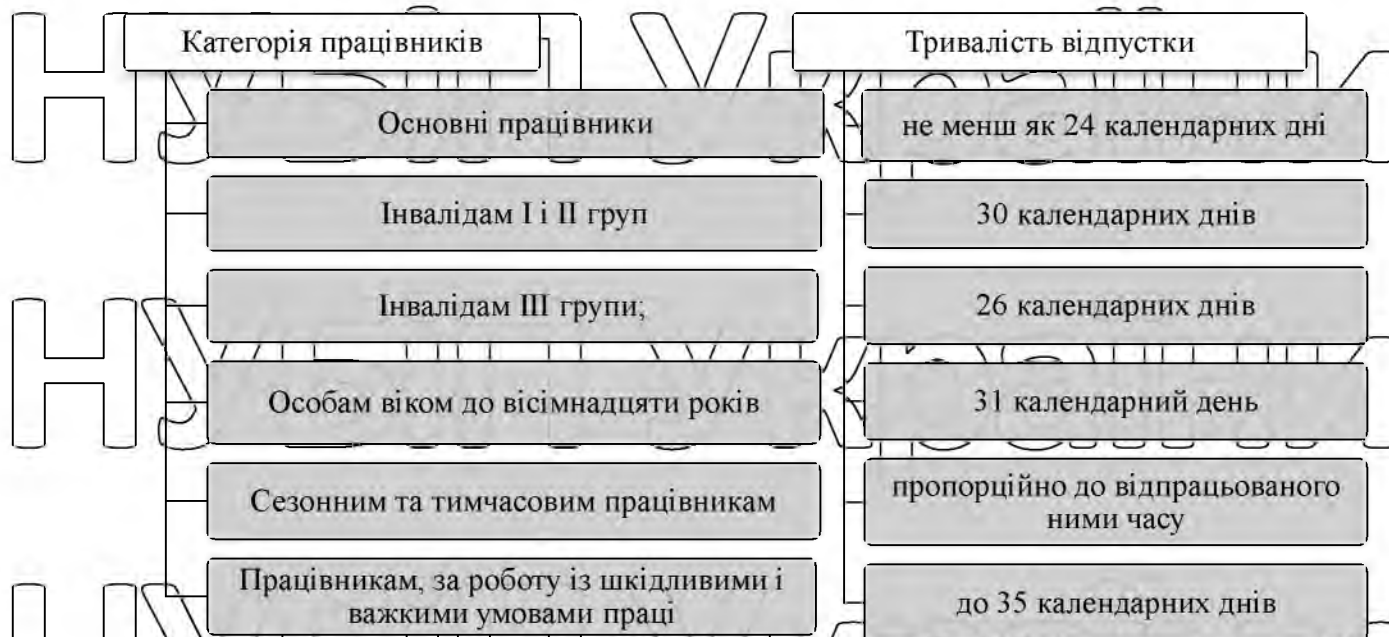 Категорія працівників
Тривалість відпустки
Основні працівники
не менш як 24 календарних дні
Інвалідам І і ІІ груп
30 календарних днів
Інвалідам ІІІ групи;
26 календарних днів
Особам віком до вісімнадцяти років
31 календарний день
Сезонним та тимчасовим працівникам
пропорційно до відпрацьованого
ними часу
Працівникам, за роботу із шкідливими і
важкими умовами праці
до 35 календарних днів